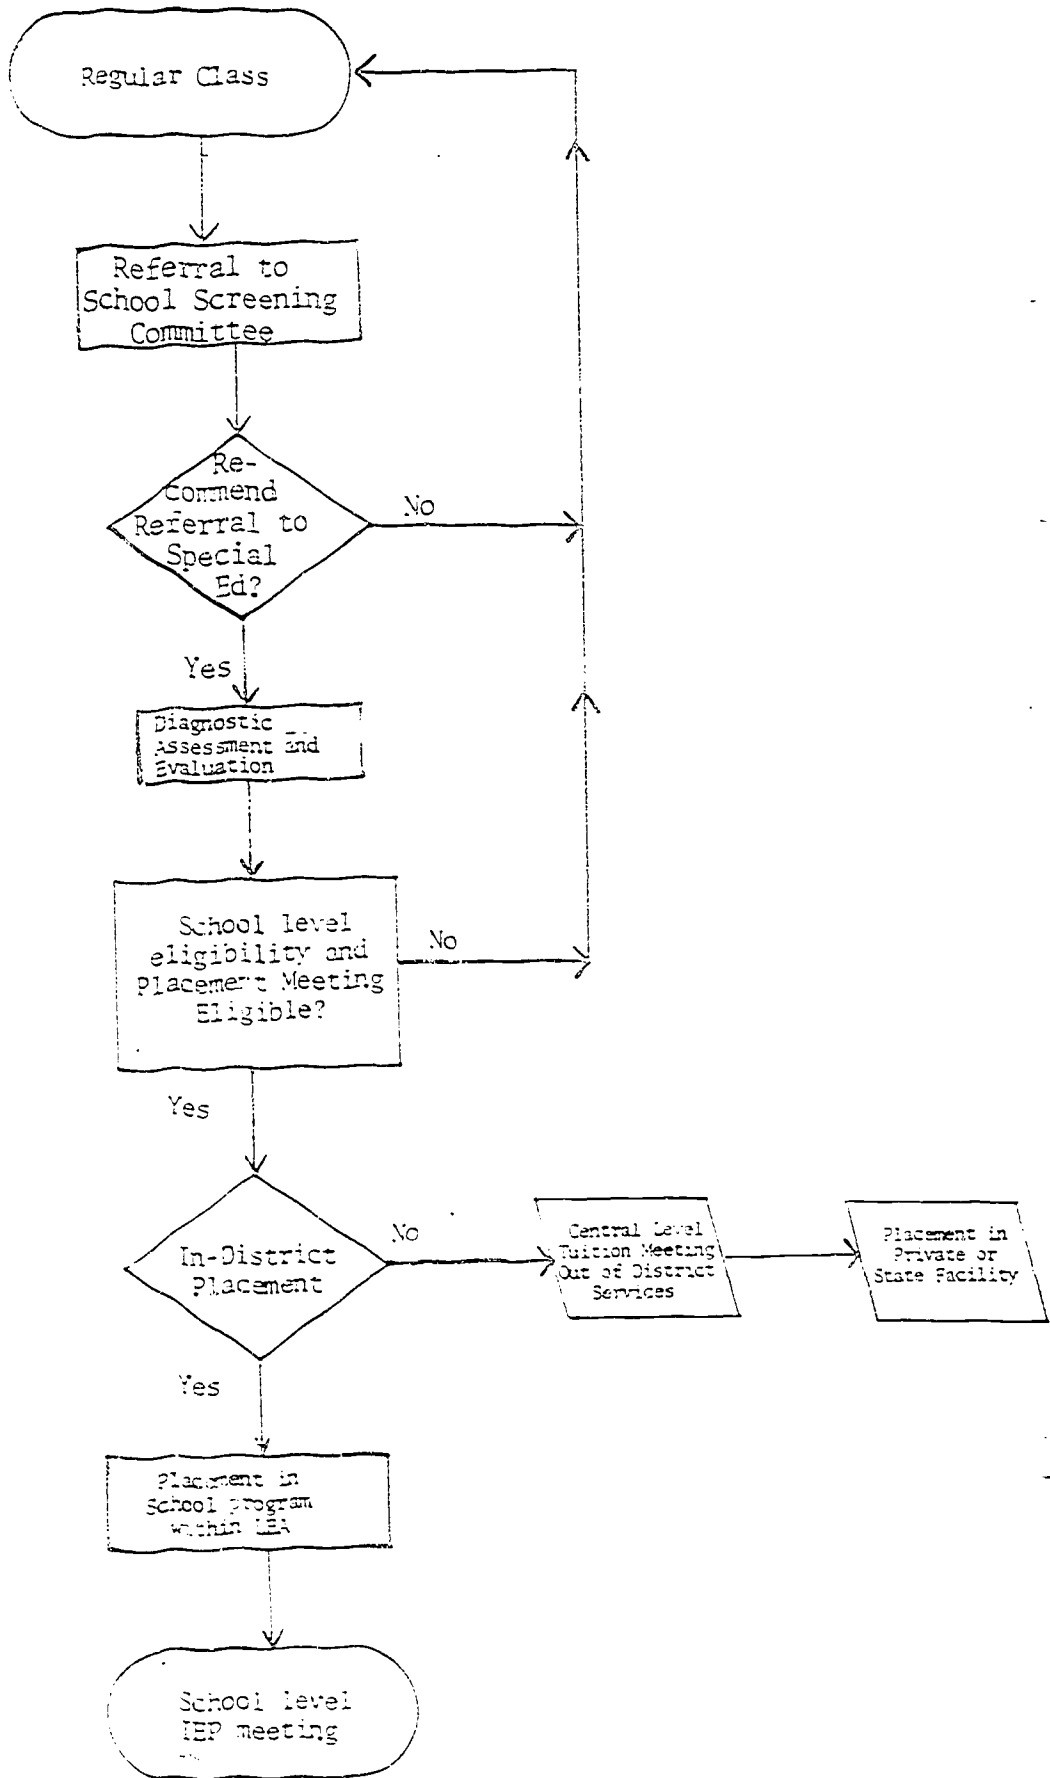 Regular Class
Referral to
School Screening
Committee
Re-
commend
Referral to
Special
Ed?
No
Yes
Diagnostic
Assessment and
Evaluation
School level
eligibility and
Placement Meeting
Eligible?
No
Yes
In-District
Placement
No
Central Level
Tuition Meeting
Out of District
Services
Placement in
Private or
State Facility
Yes
Placement in
School program
within LEA
School level
IEP meeting